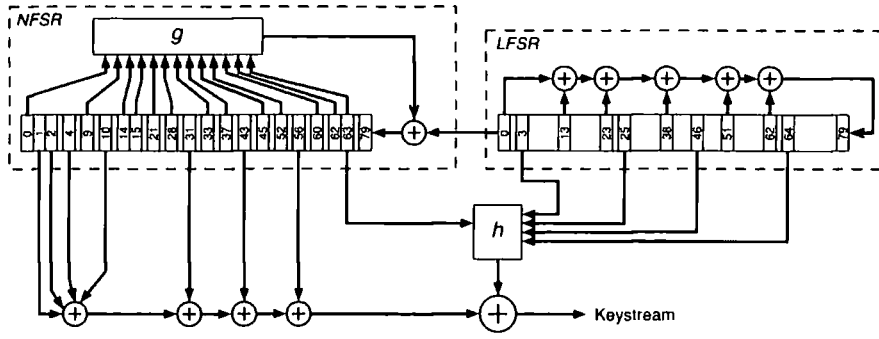 NFSR
g
LFSR
0 1 2 4 9 10 14 15 21 28 31 33 37 43 45 52 56 60 62 63 79
0 3 13 23 25 38 46 51 62 64 79
h
Keystream